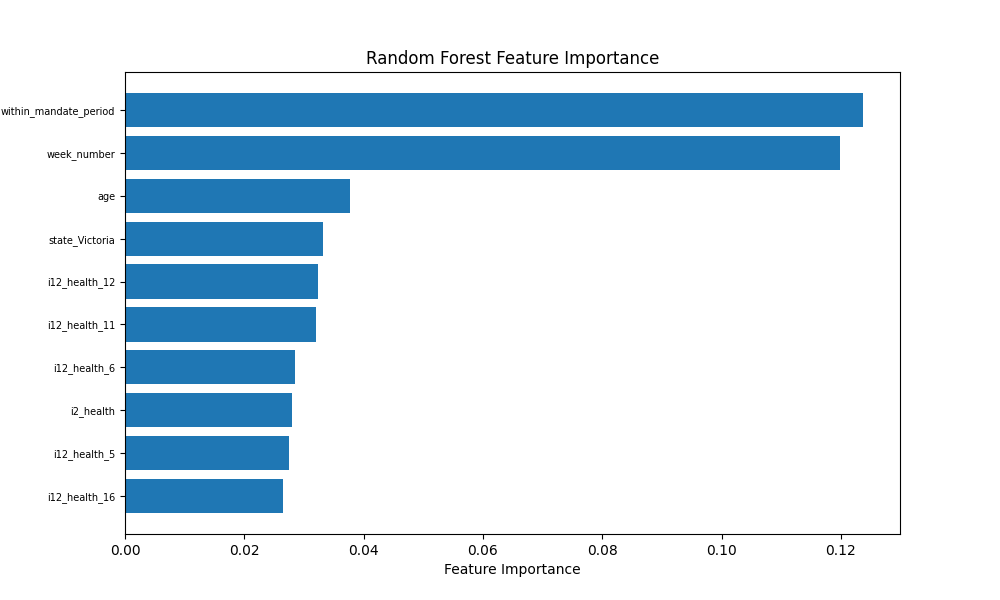 Random Forest Feature Importance
within_mandate_period
week_number
age
state_Victoria
i12_health_12
i12_health_11
i12_health_6
i2_health
i12_health_5
i12_health_16
0.00 0.02 0.04 0.06 0.08 0.10 0.12
Feature Importance